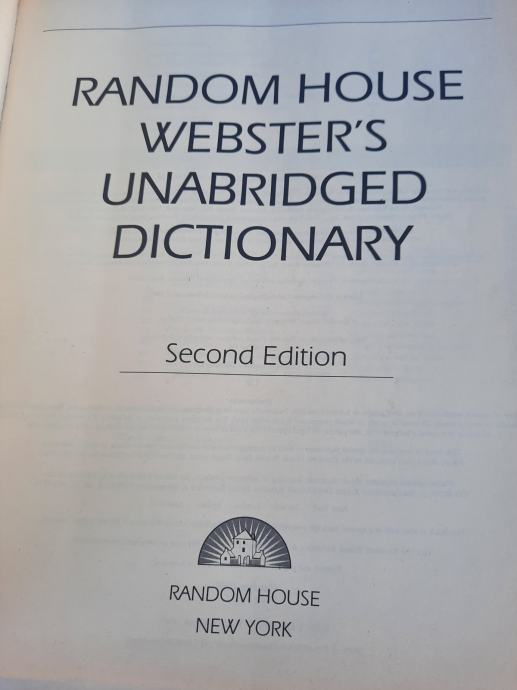 RANDOM HOUSE
WEBSTER'S
UNABRIDGED
DICTIONARY
Second Edition
RANDOM HOUSE
NEW YORK